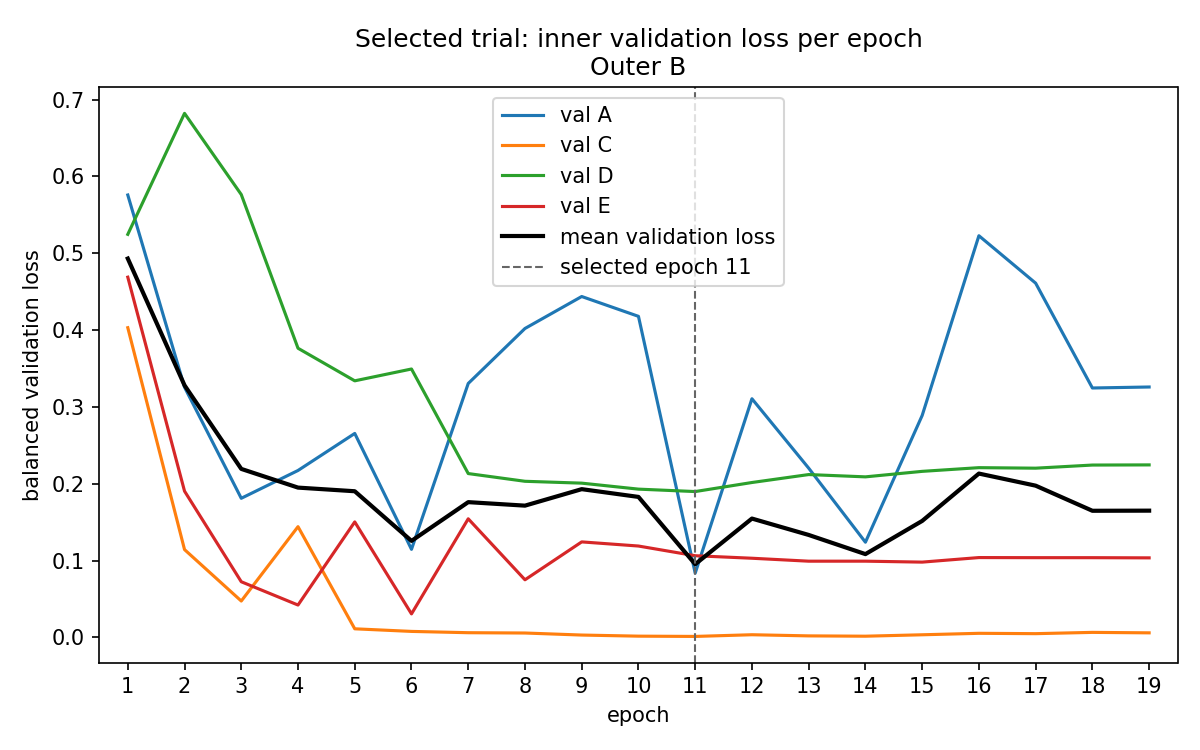 Selected trial: inner validation loss per epoch
Outer B
balanced validation loss
0.7
0.6
0.5
0.4
0.3
0.2
0.1
0.0
val A
val C
val D
val E
mean validation loss
selected epoch 11
1 2 3 4 5 6 7 8 9 10 11 12 13 14 15 16 17 18 19
epoch